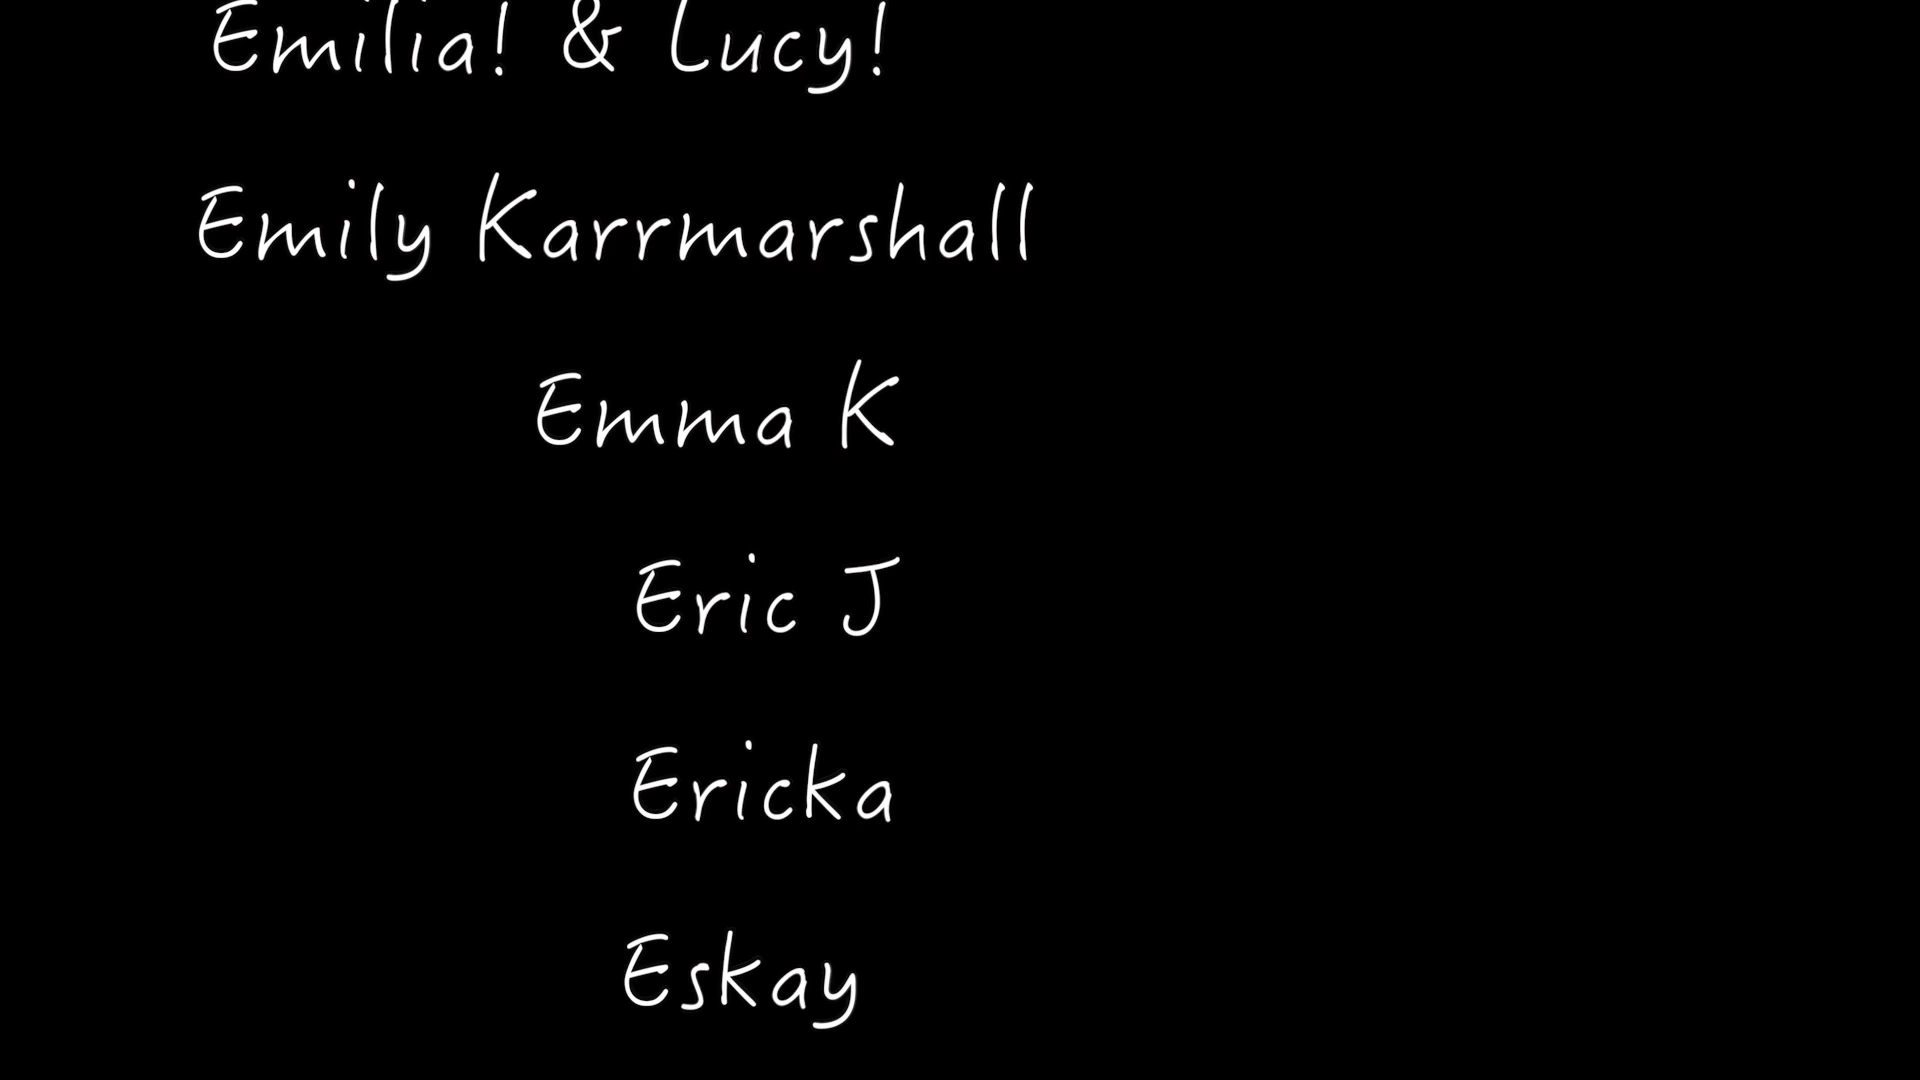 Emilia! & Lucy!
Emily Karrmarshall
Emma K
Eric J
Ericka
Eskay